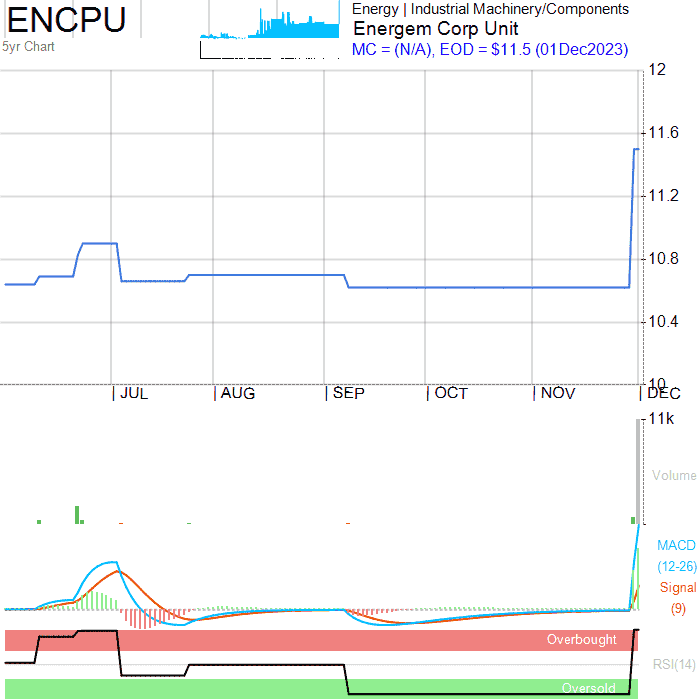 ENCPU
5yr Chart
Energy | Industrial Machinery/Components
Energem Corp Unit
MC = (N/A), EOD = $11.5 (01Dec2023)
12
11.6
11.2
10.8
10.4
10
JUL
AUG
SEP
OCT
NOV
DEC
11k
Volume
MACD
(12-26)
Signal
(9)
Overbought
RSI(14)
Oversold